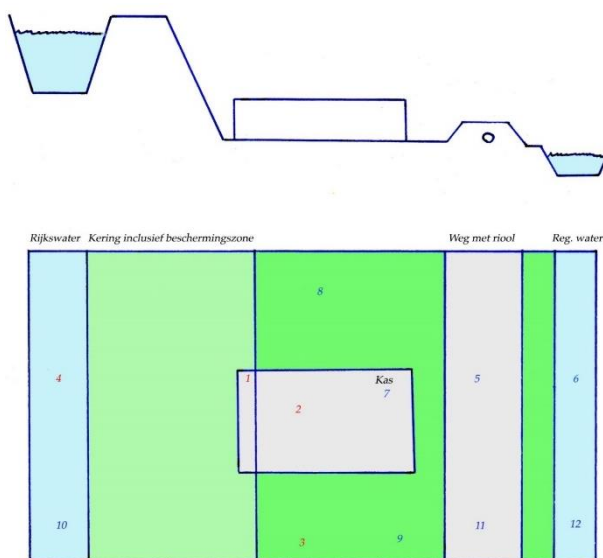 Rijkswater Kering inclusief beschermingszone Weg met riool Reg. water
8
4 1 Kas 5 6
7
2
10 3 9 11 12